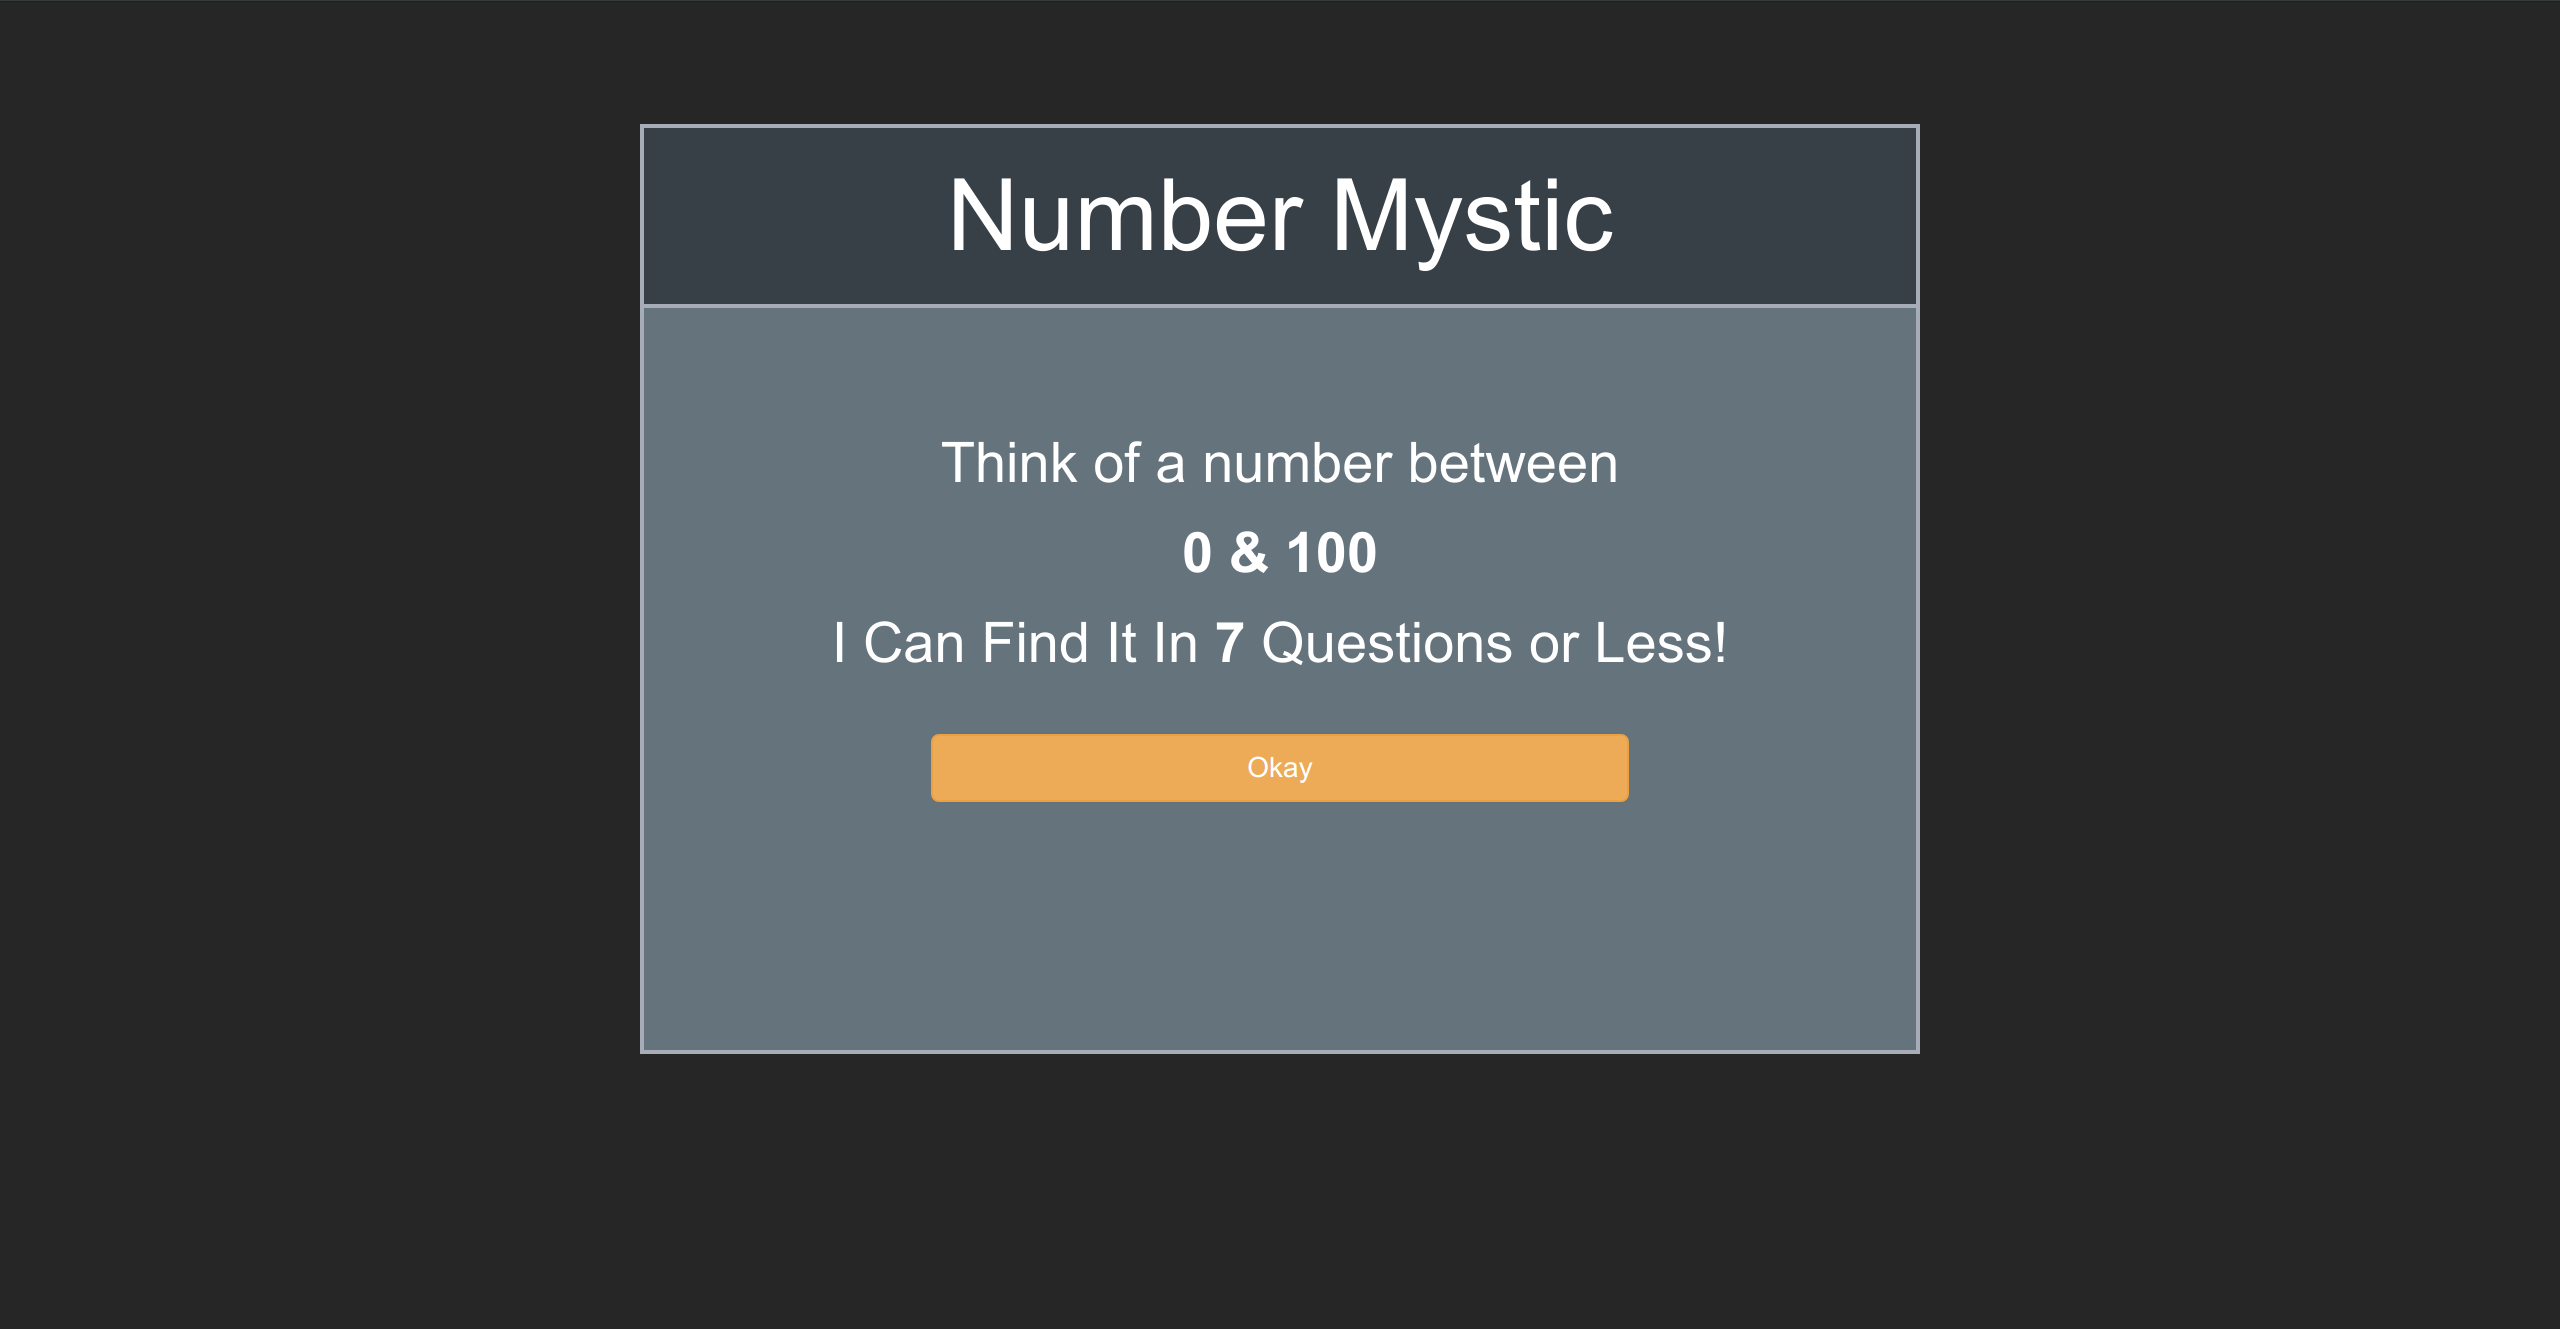 Number Mystic
Think of a number between
0 & 100
I Can Find It In 7 Questions or Less!
Okay